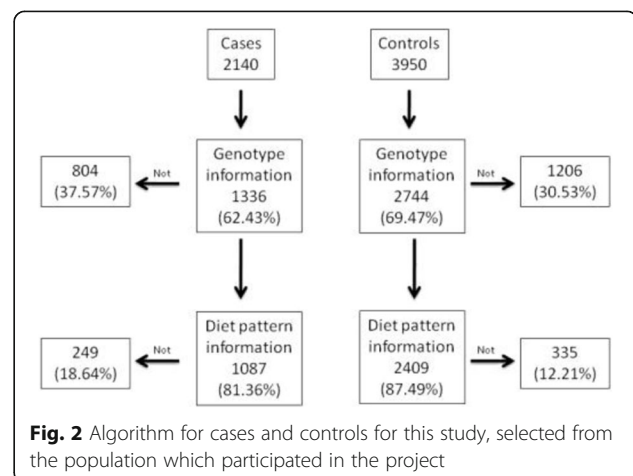 Cases
2140
Controls
3950
804
(37.57%)
Not
Genotype
information
1336
(62.43%)
Genotype
information
2744
(69.47%)
Not
1206
(30.53%)
249
(18.64%)
Not
Diet pattern
information
1087
(81.36%)
Diet pattern
information
2409
(87.49%)
Not
335
(12.21%)
Fig. 2 Algorithm for cases and controls for this study, selected from
the population which participated in the project